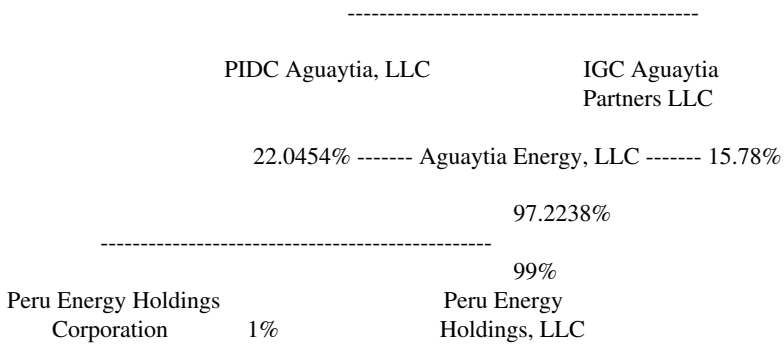 ---------------------------------------------
PIDC Aguaytia, LLC IGC Aguaytia
Partners LLC
22.0454% ------- Aguaytia Energy, LLC ------- 15.78%
97.2238%
--------------------------------------------------
99%
Peru Energy Holdings Peru Energy
Corporation 1% Holdings, LLC